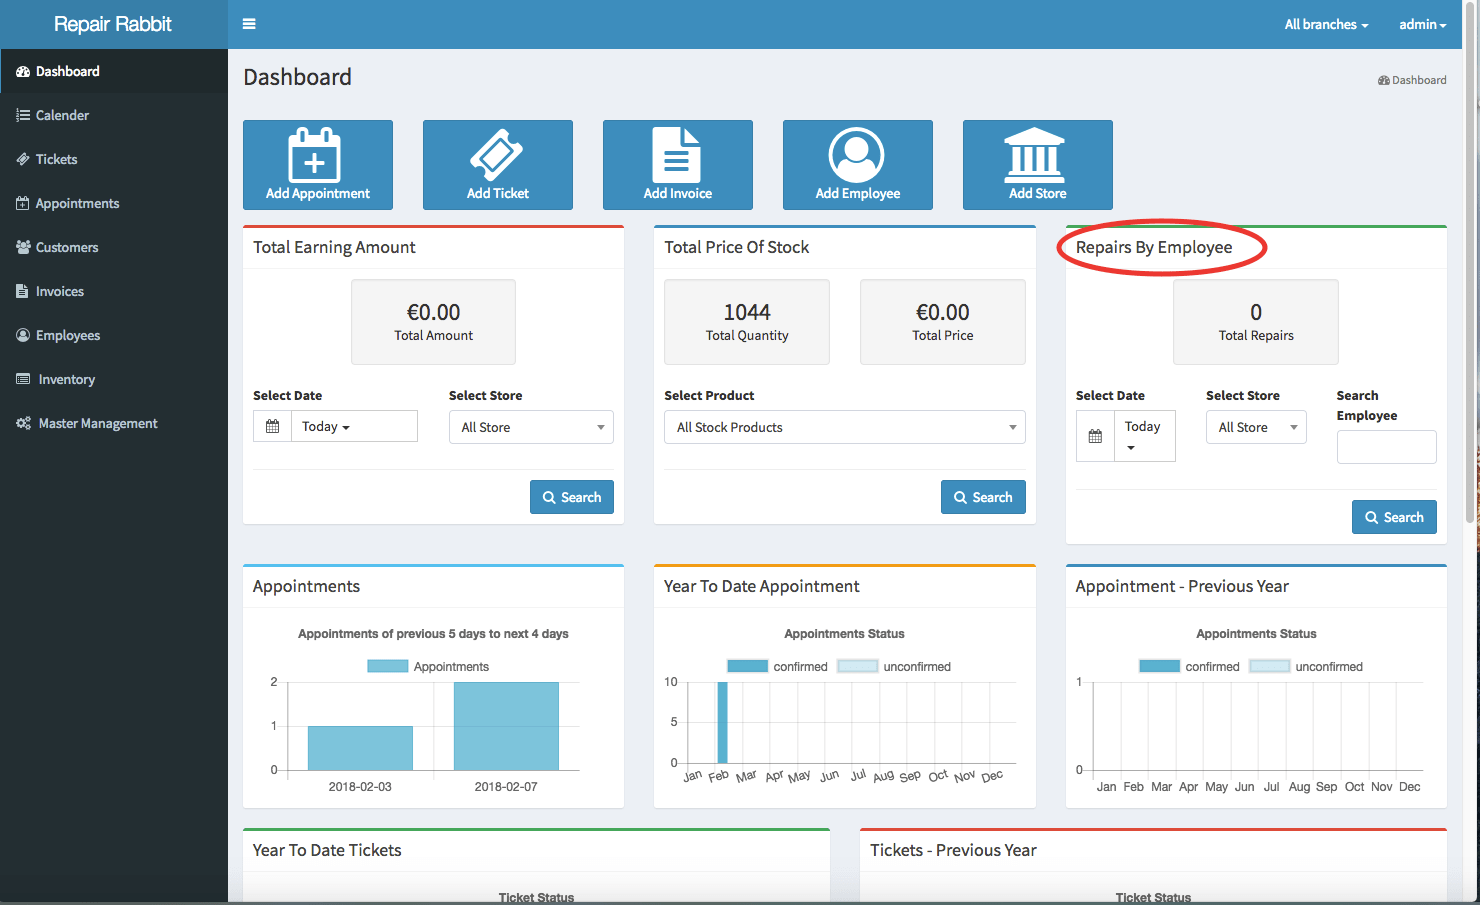 Repair Rabbit
All branches
admin
Dashboard
Calender
Tickets
Appointments
Customers
Invoices
Employees
Inventory
Master Management
Dashboard
Dashboard
Add Appointment
Add Ticket
Add Invoice
Add Employee
Add Store
Total Earning Amount
€0.00
Total Amount
Select Date
Select Store
Today
All Store
Search
Total Price Of Stock
1044
Total Quantity
€0.00
Total Price
Select Product
All Stock Products
Search
Repairs By Employee
0
Total Repairs
Select Date
Select Store
Search
Employee
Today
All Store
Search
Appointments
Appointments of previous 5 days to next 4 days
Appointments
2
1
0
2018-02-03
2018-02-07
Year To Date Appointment
Appointments Status
confirmed
unconfirmed
10
5
0
Jan Feb Mar Apr May Jun Jul Aug Sep Oct Nov Dec
Appointment - Previous Year
Appointments Status
confirmed
unconfirmed
1
0
Jan Feb Mar Apr May Jun Jul Aug Sep Oct Nov Dec
Year To Date Tickets
Ticket Status
Tickets - Previous Year
Ticket Status